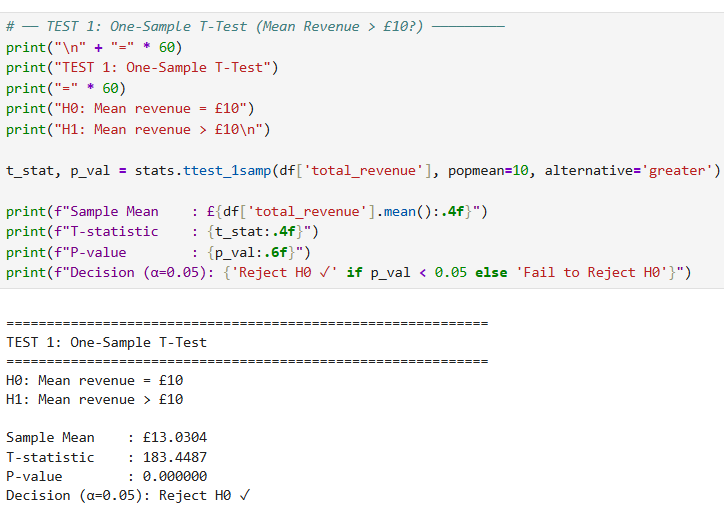 # —— TEST 1: One-Sample T-Test (Mean Revenue > £10?) ——————————
print("\n" + "=" * 60)
print("TEST 1: One-Sample T-Test")
print("=" * 60)
print("H0: Mean revenue = £10")
print("H1: Mean revenue > £10\n")
t_stat, p_val = stats.ttest_1samp(df['total_revenue'], popmean=10, alternative='greater')
print(f"Sample Mean    : £{df['total_revenue'].mean():.4f}")
print(f"T-statistic    : {t_stat:.4f}")
print(f"P-value        : {p_val:.6f}")
print(f"Decision (α=0.05): {'Reject H0 ✓' if p_val < 0.05 else 'Fail to Reject H0'}")
============================================================
TEST 1: One-Sample T-Test
============================================================
H0: Mean revenue = £10
H1: Mean revenue > £10
Sample Mean    : £13.0304
T-statistic    : 183.4487
P-value        : 0.000000
Decision (α=0.05): Reject H0 ✓